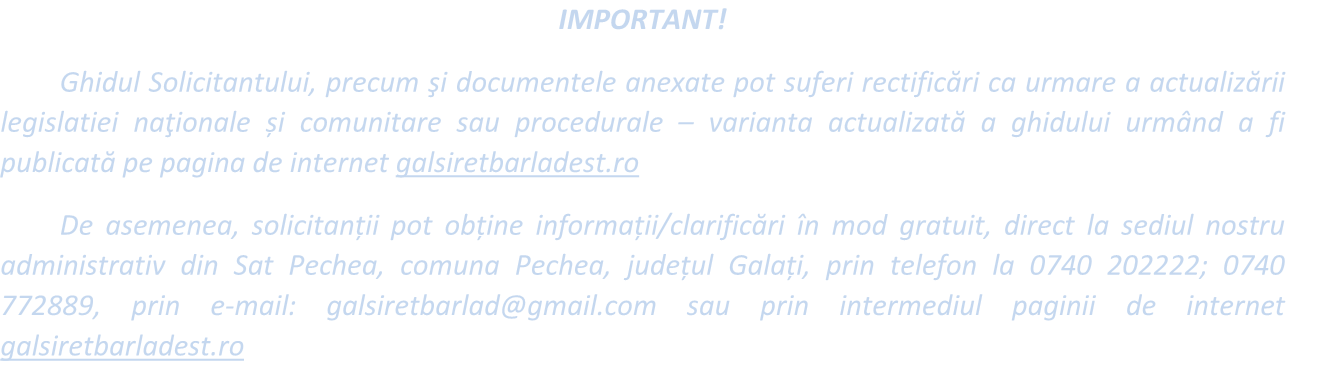 IMPORTANT!
Ghidul Solicitantului, precum şi documentele anexate pot suferi rectificări ca urmare a actualizării
legislatiei naţionale și comunitare sau procedurale – varianta actualizată a ghidului urmând a fi
publicată pe pagina de internet galsiretbarladest.ro
De asemenea, solicitanții pot obține informații/clarificări în mod gratuit, direct la sediul nostru
administrativ din Sat Pechea, comuna Pechea, județul Galați, prin telefon la 0740 202222; 0740
772889, prin e-mail: galsiretbarlad@gmail.com sau prin intermediul paginii de internet
galsiretbarladest.ro